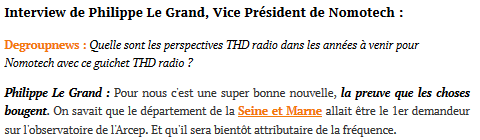 Interview de Philippe Le Grand, Vice Président de Nomotech :
Degroupnews : Quelle sont les perspectives THD radio dans les années à venir pour
Nomotech avec ce guichet THD radio ?
Philippe Le Grand : Pour nous c'est une super bonne nouvelle, la preuve que les choses
bougent. On savait que le département de la Seine et Marne allait être le 1er demandeur
sur l'observatoire de l'Arcep. Et qu'il sera bientôt attributaire de la fréquence.